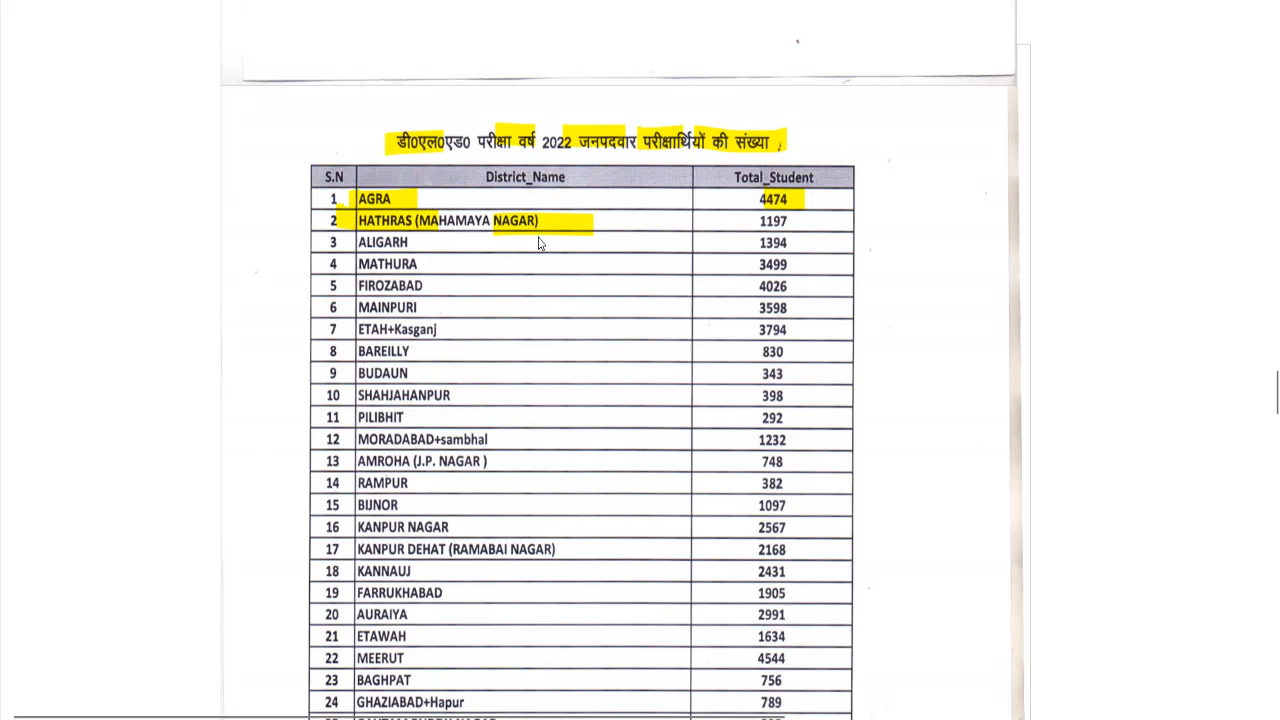 डी0एल0एड0 परीक्षा वर्ष 2022 जनपदवार परीक्षार्थियों की संख्या
S.N District_Name Total_Student
1 AGRA 4474
2 HATHRAS (MAHAMAYA NAGAR) 1197
3 ALIGARH 1394
4 MATHURA 3499
5 FIROZABAD 4026
6 MAINPURI 3598
7 ETAH+Kasganj 3794
8 BAREILLY 830
9 BUDAUN 343
10 SHAHJAHANPUR 398
11 PILIBHIT 292
12 MORADABAD+sambhal 1232
13 AMROHA (J.P. NAGAR ) 748
14 RAMPUR 382
15 BIJNOR 1097
16 KANPUR NAGAR 2567
17 KANPUR DEHAT (RAMABAI NAGAR) 2168
18 KANNAUJ 2431
19 FARRUKHABAD 1905
20 AURAIYA 2991
21 ETAWAH 1634
22 MEERUT 4544
23 BAGHPAT 756
24 GHAZIABAD+Hapur 789